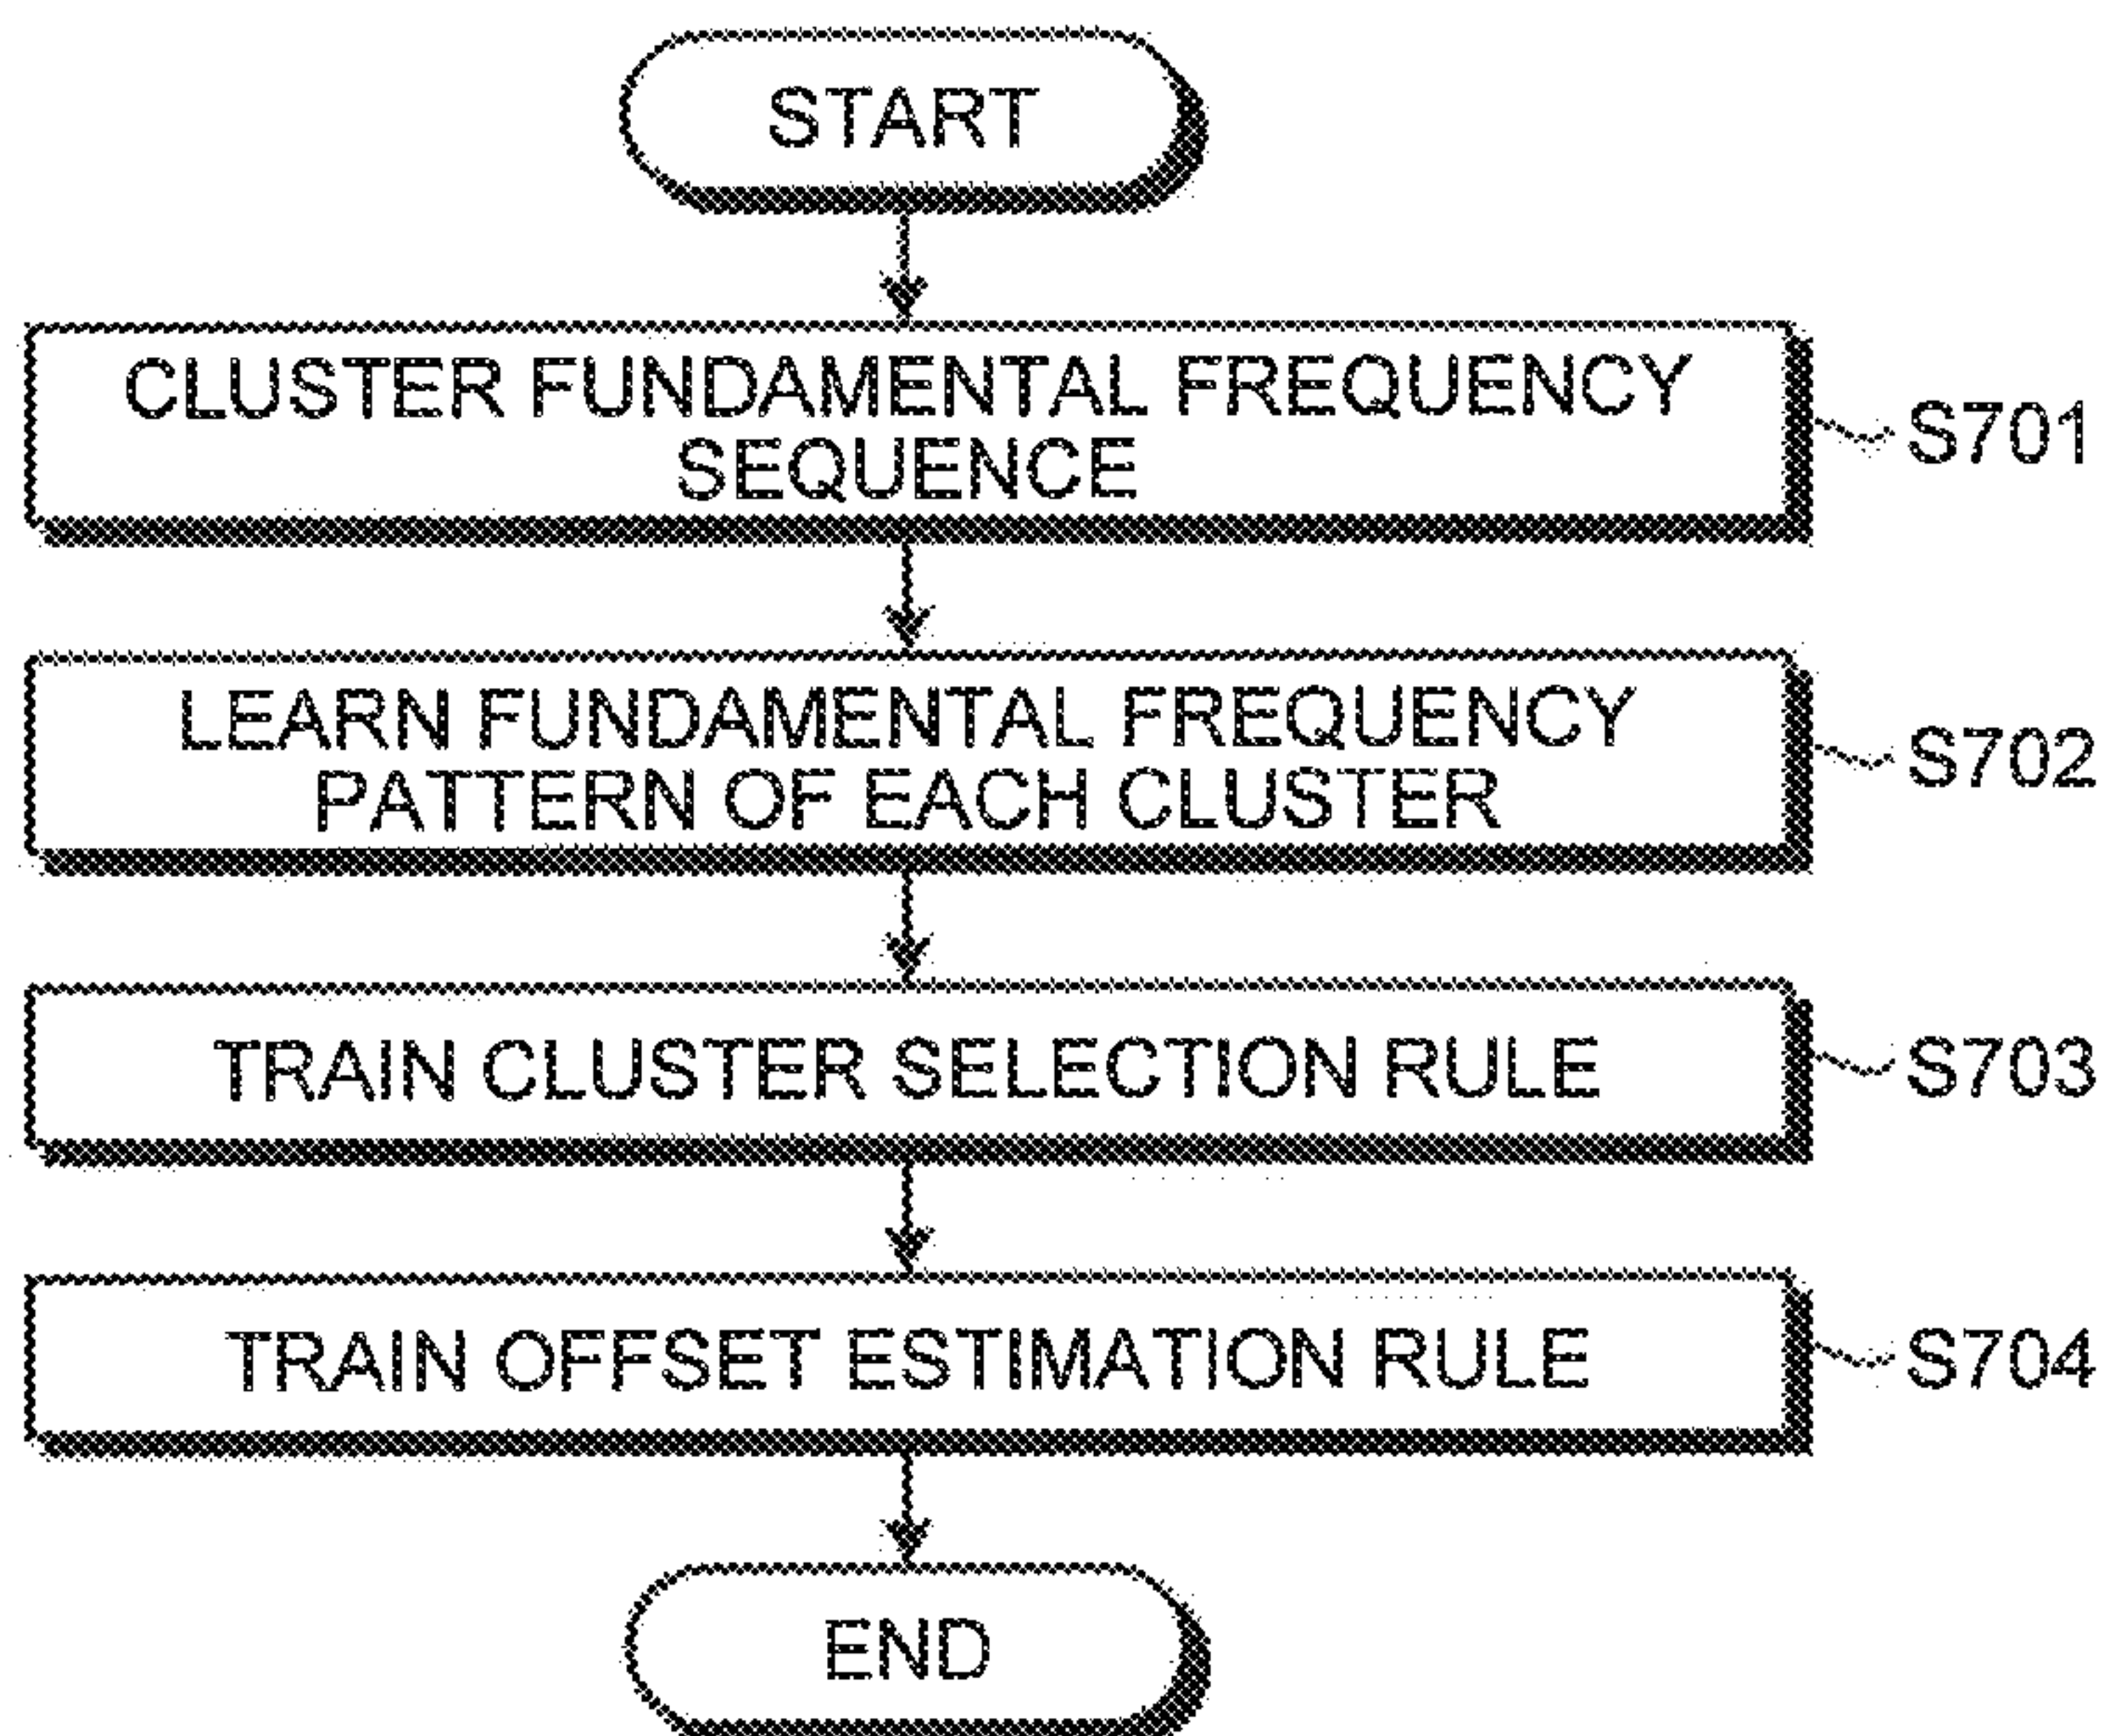 START
CLUSTER FUNDAMENTAL FREQUENCY
SEQUENCE
S701
LEARN FUNDAMENTAL FREQUENCY
PATTERN OF EACH CLUSTER
S702
TRAIN CLUSTER SELECTION RULE
S703
TRAIN OFFSET ESTIMATION RULE
S704
END